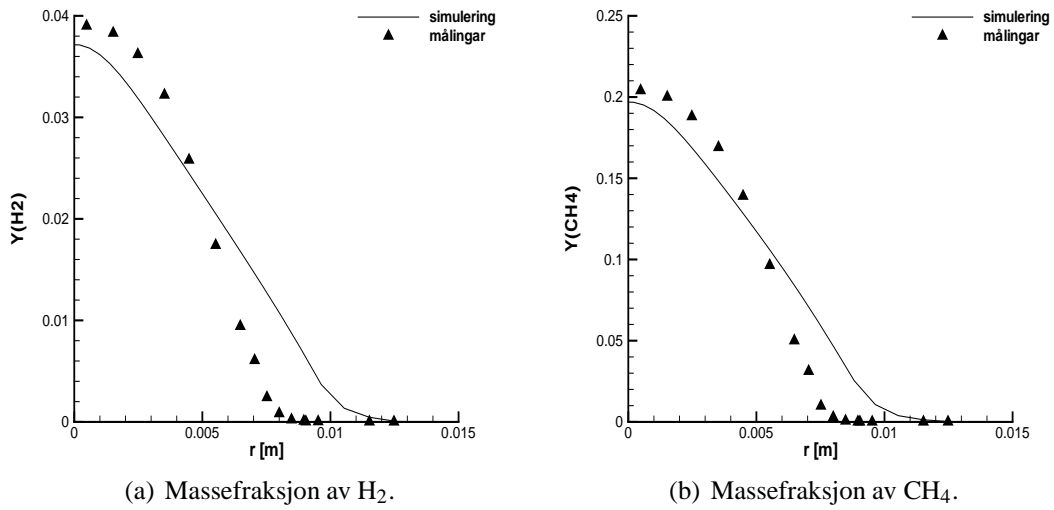 0.04
0.03
0.02
0.01
0
Y(H2)
0
0.005
0.01
0.015
r [m]
simulering
målingar
(a) Massefraksjon av H₂.
0.25
0.2
0.15
0.1
0.05
0
Y(CH4)
0
0.005
0.01
0.015
r [m]
simulering
målingar
(b) Massefraksjon av CH₄.